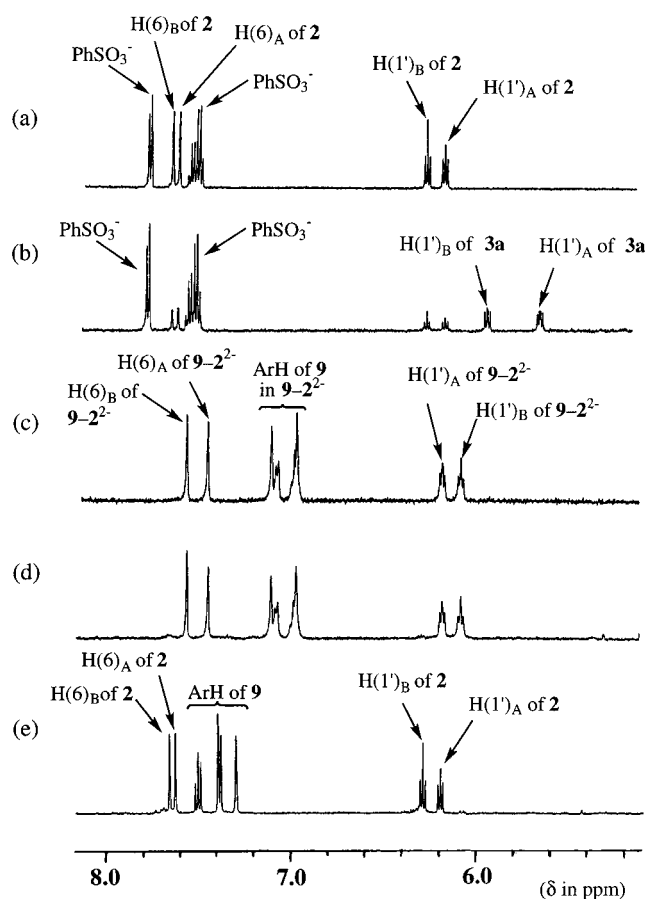 H(6)B of 2
H(6)A of 2
PhSO3-
PhSO3-
H(1')B of 2
H(1')A of 2
(a)
PhSO3-
PhSO3-
H(1')B of 3a
H(1')A of 3a
(b)
H(6)A of 9–2²-
ArH of 9
in 9–2²-
H(6)B of
9–2²-
H(1')A of 9–2²-
H(1')B of 9–2²-
(c)
(d)
H(6)A of 2
H(6)B of 2
ArH of 9
H(1')B of 2
H(1')A of 2
(e)
8.0 7.0 6.0 (δ in ppm)